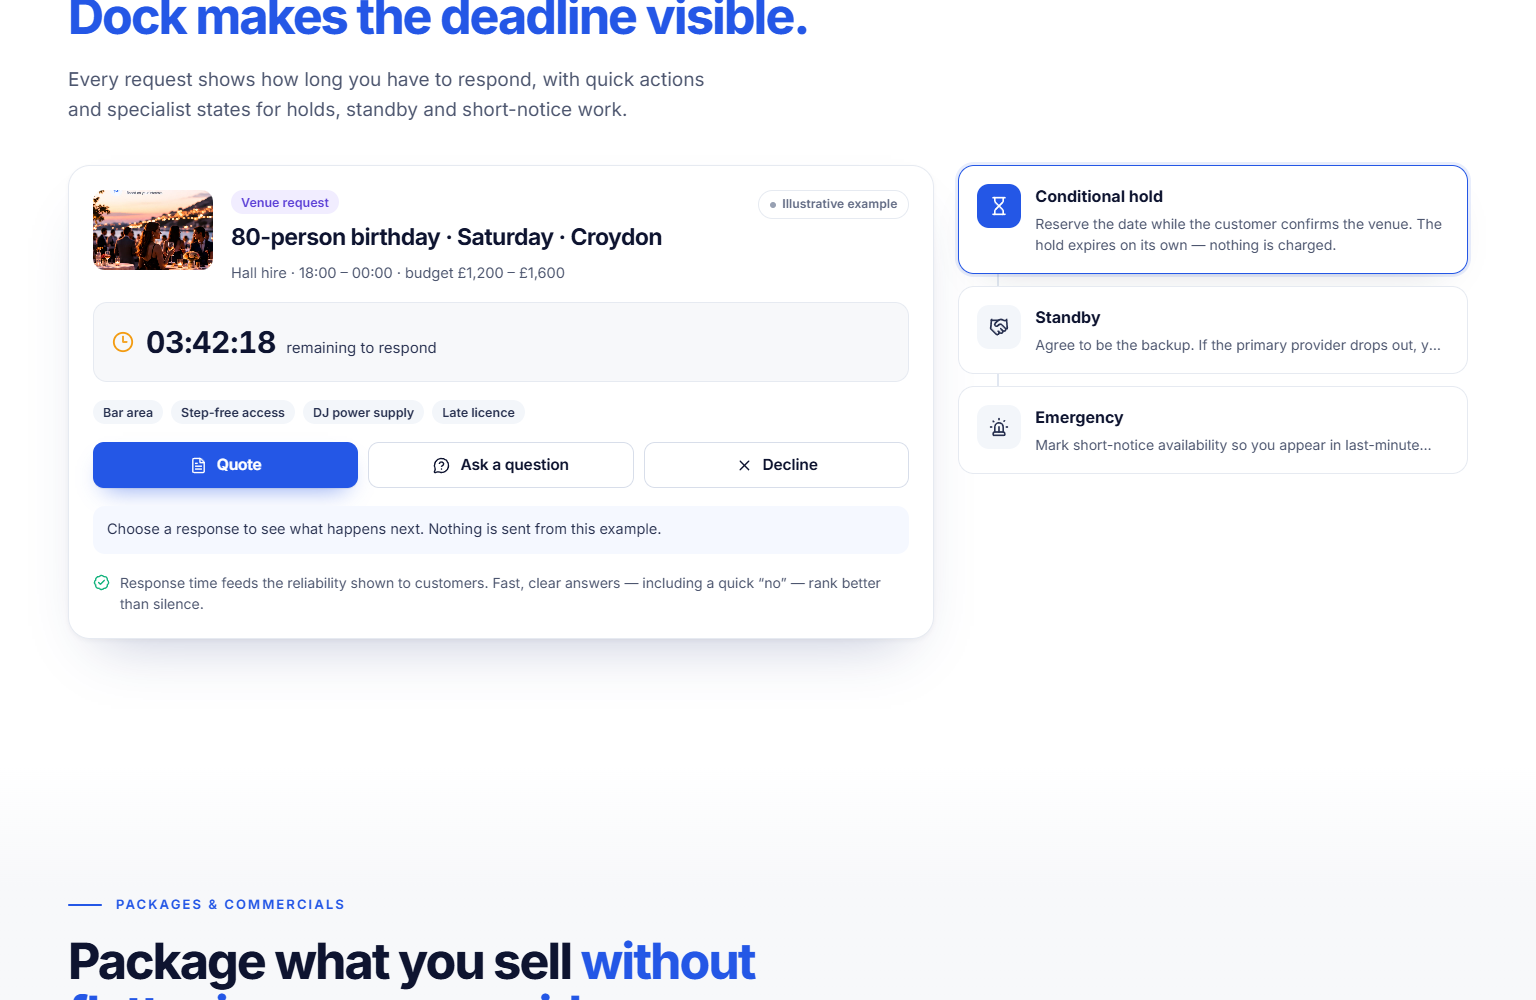 Dock makes the deadline visible.
Every request shows how long you have to respond, with quick actions
and specialist states for holds, standby and short-notice work.
Venue request
Illustrative example
80-person birthday · Saturday · Croydon
Hall hire · 18:00 – 00:00 · budget £1,200 – £1,600
03:42:18 remaining to respond
Bar area
Step-free access
DJ power supply
Late licence
Quote
Ask a question
Decline
Choose a response to see what happens next. Nothing is sent from this example.
Response time feeds the reliability shown to customers. Fast, clear answers — including a quick “no” — rank better
than silence.
Conditional hold
Reserve the date while the customer confirms the venue. The
hold expires on its own — nothing is charged.
Standby
Agree to be the backup. If the primary provider drops out, y...
Emergency
Mark short-notice availability so you appear in last-minute...
PACKAGES & COMMERCIALS
Package what you sell without